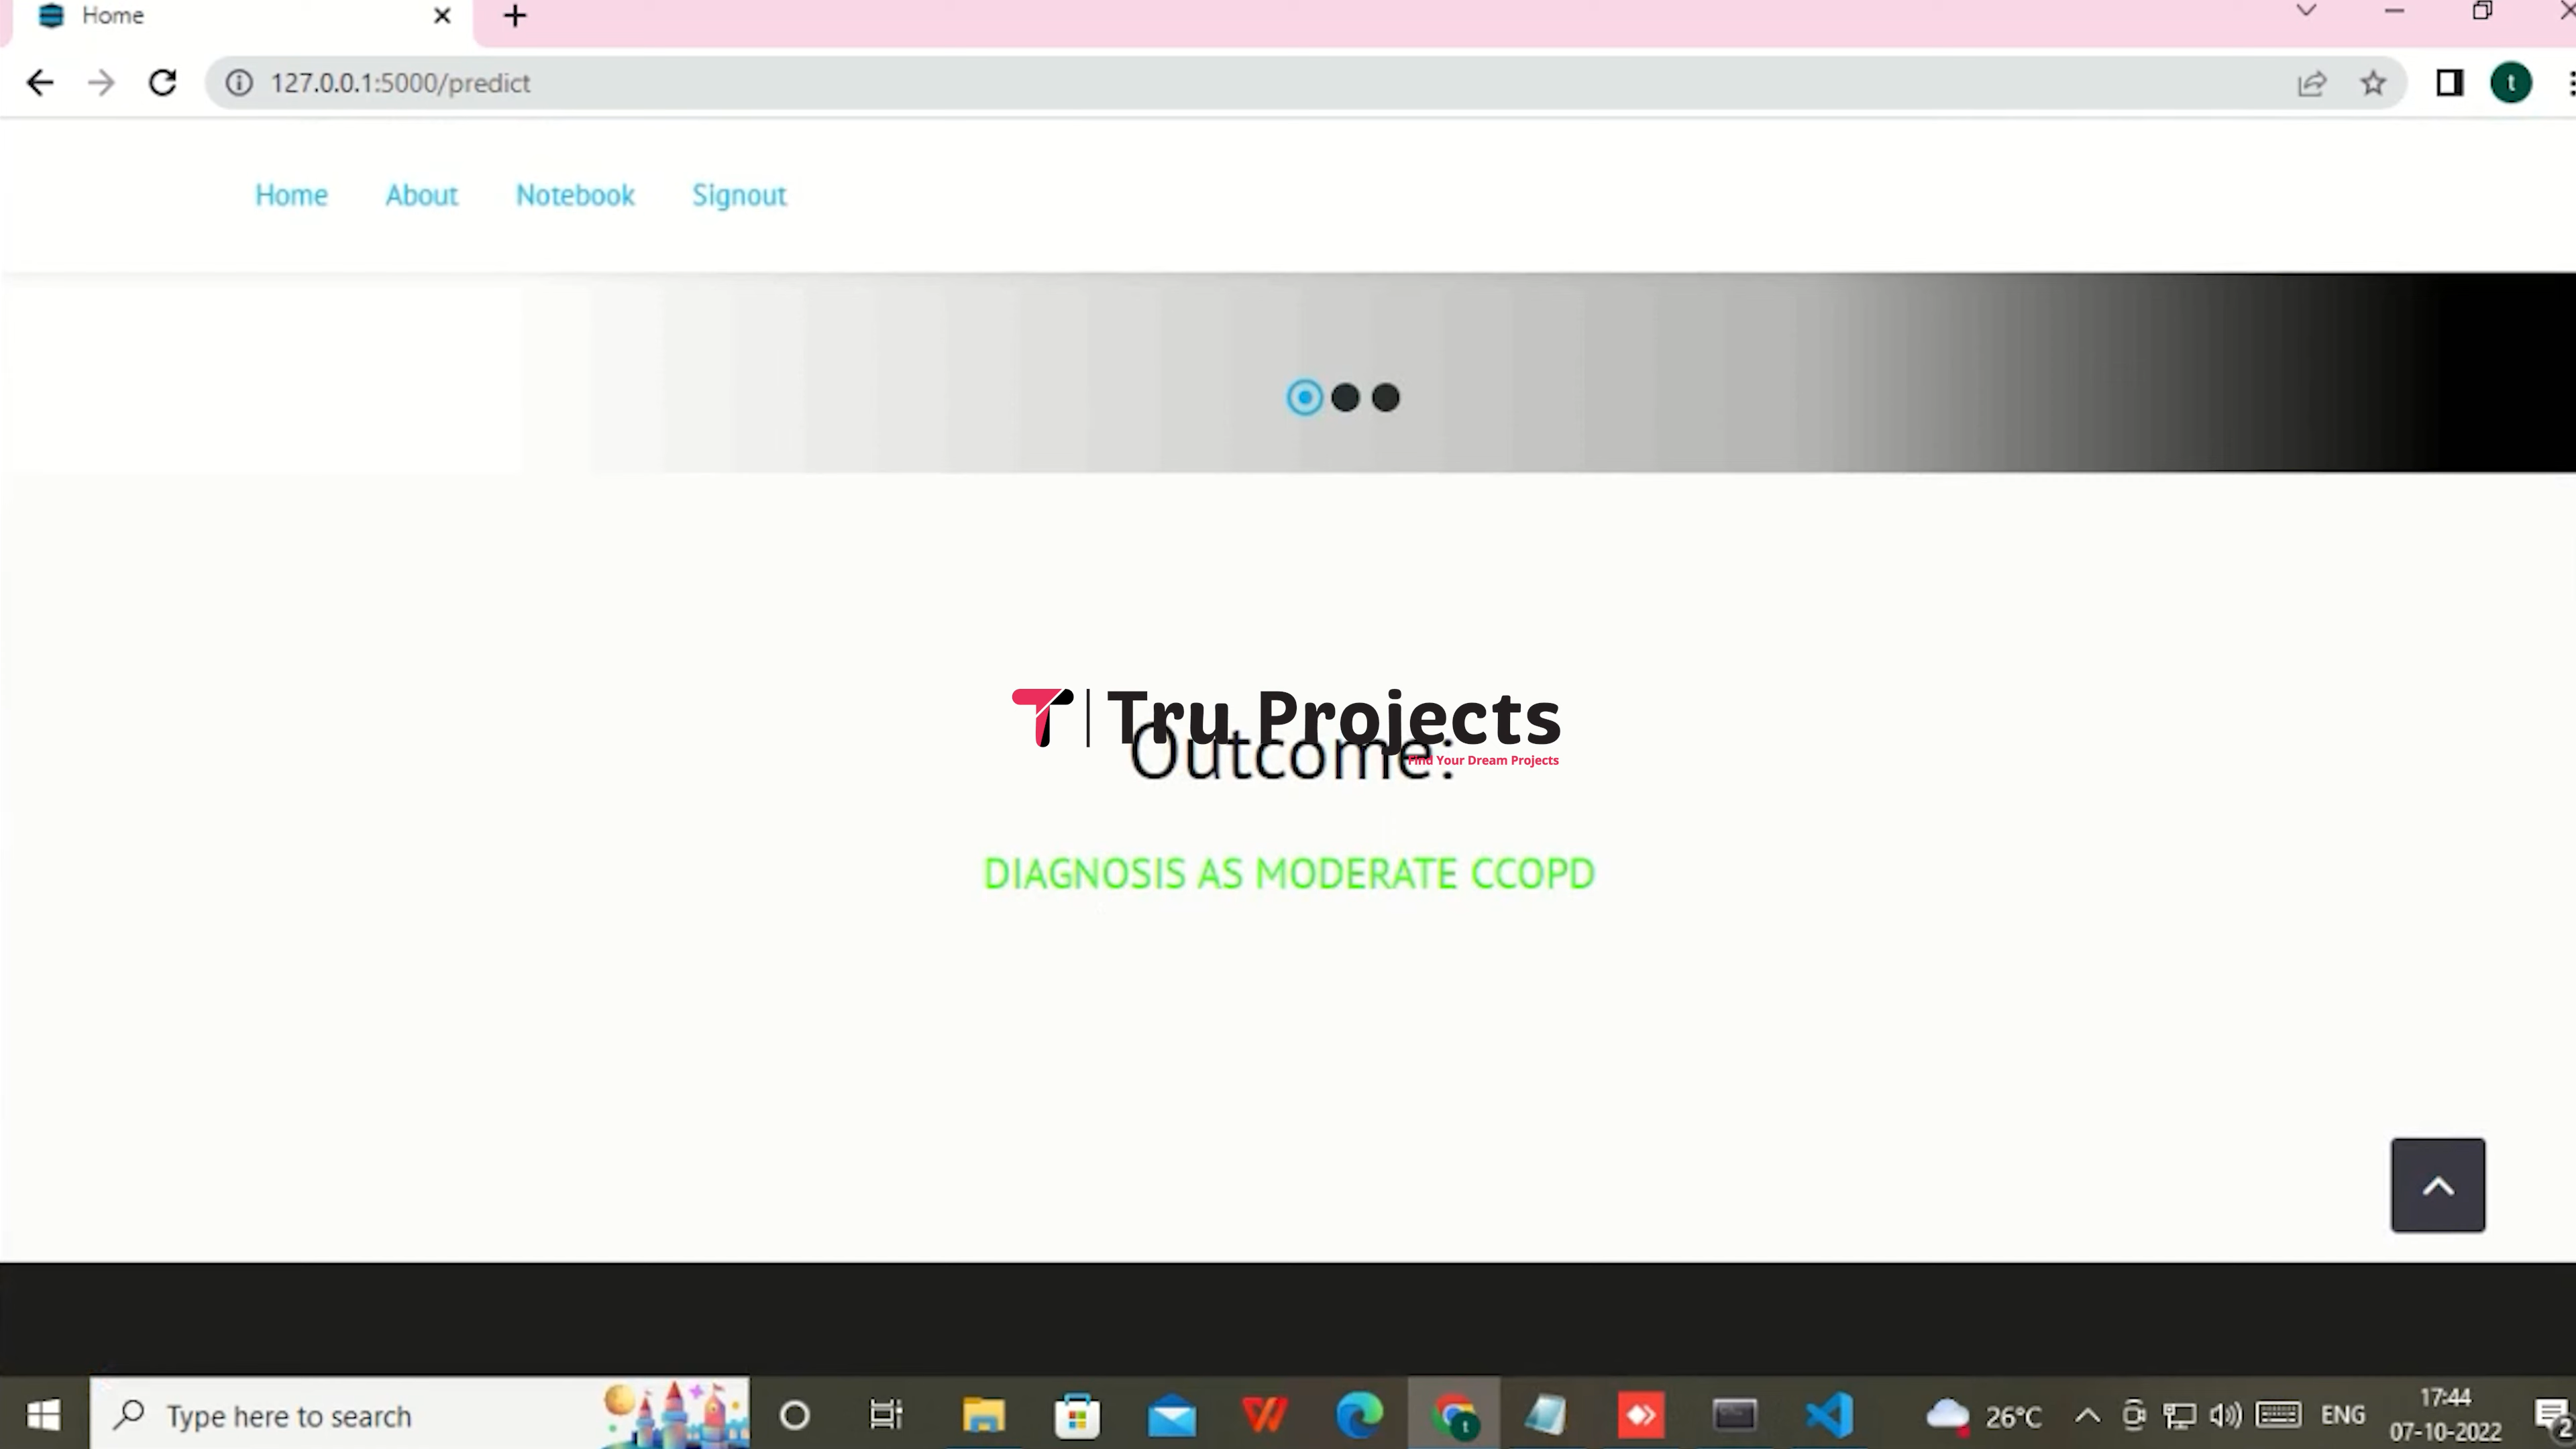 Home
127.0.0.1:5000/predict
t
Home About Notebook Signout
Tru Projects
Find Your Dream Projects
Outcome:
DIAGNOSIS AS MODERATE CCOPD
Type here to search
t
26°C
ENG
17:44
07-10-2022
2